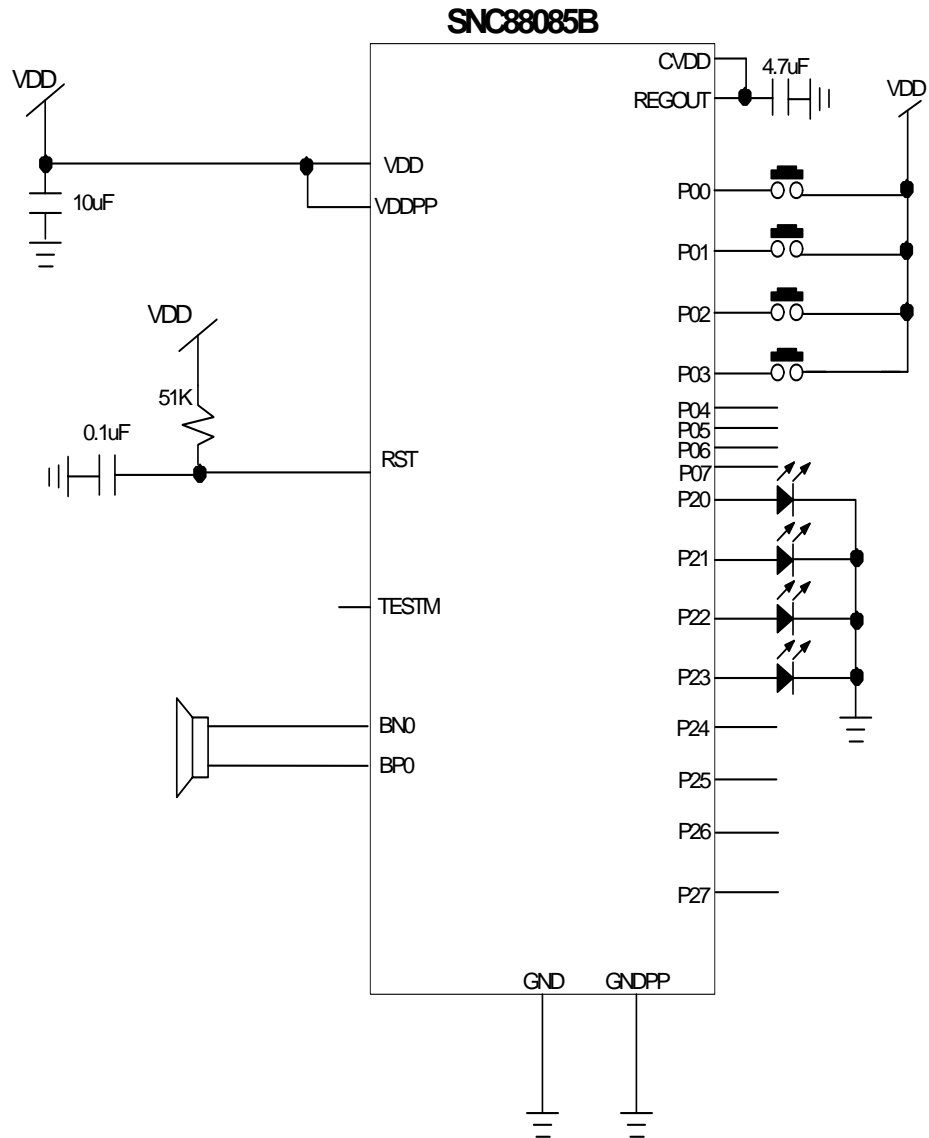 SNC88085B
VDD
10uF
VDD
VDDPP
VDD
51K
0.1uF
RST
TESTM
BN0
BP0
CVDD
REGOUT
4.7uF
VDD
P00
P01
P02
P03
P04
P05
P06
P07
P20
P21
P22
P23
P24
P25
P26
P27
GND
GNDPP